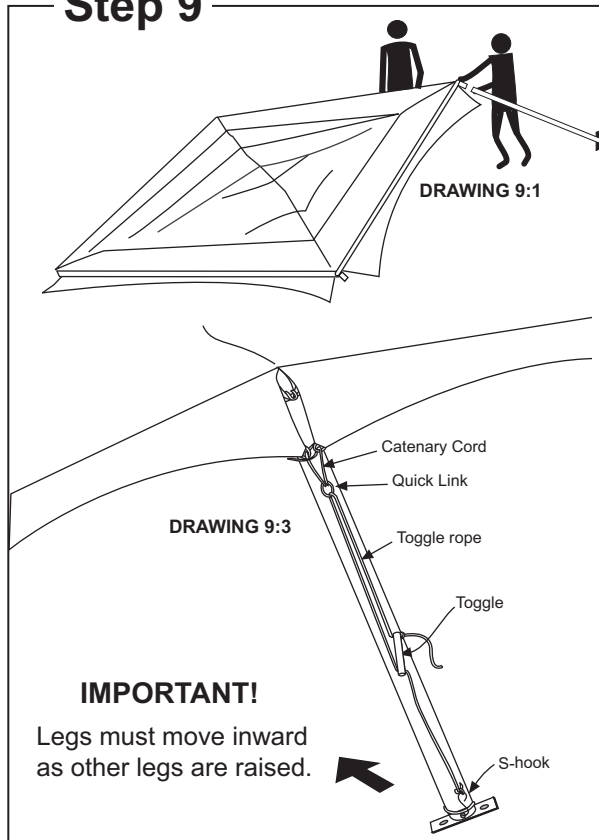 Step 9
DRAWING 9:1
Catenary Cord
Quick Link
DRAWING 9:3
Toggle rope
Toggle
IMPORTANT!
Legs must move inward
as other legs are raised.
S-hook